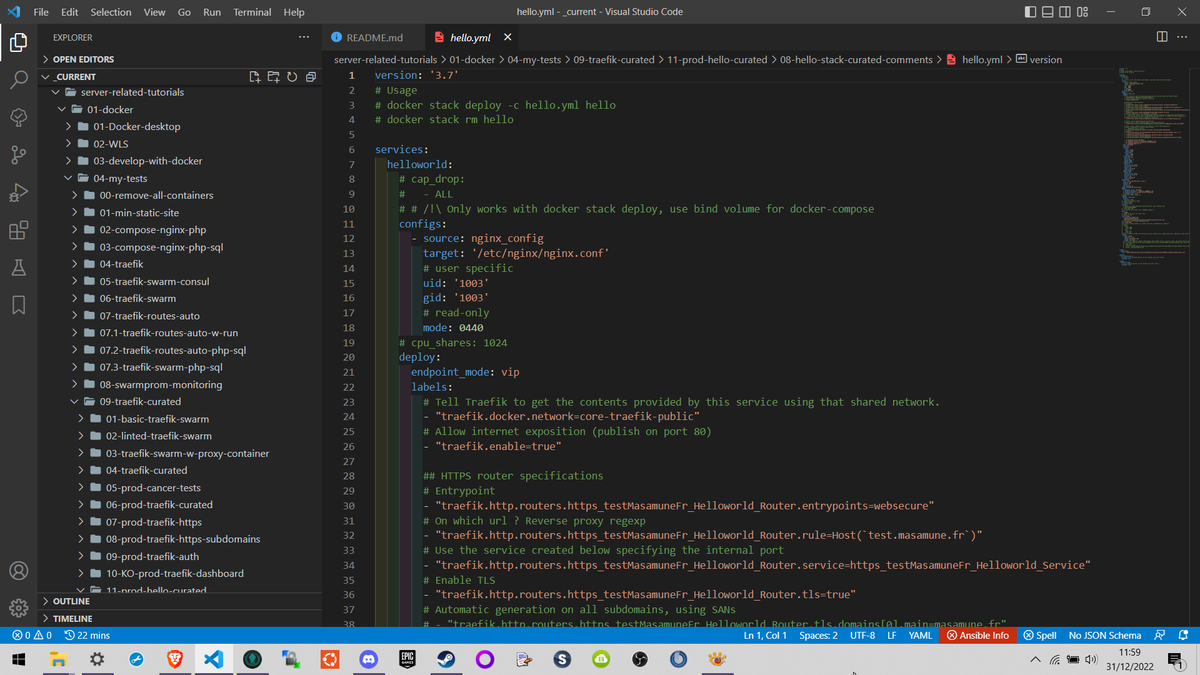 File Edit Selection View Go Run Terminal Help
hello.yml - _current - Visual Studio Code
EXPLORER
OPEN EDITORS
_CURRENT
server-related-tutorials
01-docker
01-Docker-desktop
02-WLS
03-develop-with-docker
04-my-tests
00-remove-all-containers
01-min-static-site
02-compose-nginx-php
03-compose-nginx-php-sql
04-traefik
05-traefik-swarm-consul
06-traefik-swarm
07-traefik-routes-auto
07.1-traefik-routes-auto-w-run
07.2-traefik-routes-auto-php-sql
07.3-traefik-swarm-php-sql
08-swarmprom-monitoring
09-traefik-curated
01-basic-traefik-swarm
02-linted-traefik-swarm
03-traefik-swarm-w-proxy-container
04-traefik-curated
05-prod-cancer-tests
06-prod-traefik-curated
07-prod-traefik-https
08-prod-traefik-https-subdomains
09-prod-traefik-auth
10-KO-prod-traefik-dashboard
11-prod-hello-curated
OUTLINE
TIMELINE
README.md hello.yml
server-related-tutorials > 01-docker > 04-my-tests > 09-traefik-curated > 11-prod-hello-curated > 08-hello-stack-curated-comments > hello.yml > version
1 version: '3.7'
2 # Usage
3 # docker stack deploy -c hello.yml hello
4 # docker stack rm hello
5
6 services:
7 helloworld:
8 # cap_drop:
9 # - ALL
10 # # /!\ Only works with docker stack deploy, use bind volume for docker-compose
11 configs:
12 - source: nginx_config
13 target: '/etc/nginx/nginx.conf'
14 # user specific
15 uid: '1003'
16 gid: '1003'
17 # read-only
18 mode: 0440
19 # cpu_shares: 1024
20 deploy:
21 endpoint_mode: vip
22 labels:
23 # Tell Traefik to get the contents provided by this service using that shared network.
24 - "traefik.docker.network=core-traefik-public"
25 # Allow internet exposition (publish on port 80)
26 - "traefik.enable=true"
27
28 ## HTTPS router specifications
29 # Entrypoint
30 - "traefik.http.routers.https_testMasamuneFr_Helloworld_Router.entrypoints=websecure"
31 # On which url ? Reverse proxy regexp
32 - "traefik.http.routers.https_testMasamuneFr_Helloworld_Router.rule=Host(`test.masamune.fr`)"
33 # Use the service created below specifying the internal port
34 - "traefik.http.routers.https_testMasamuneFr_Helloworld_Router.service=https_testMasamuneFr_Helloworld_Service"
35 # Enable TLS
36 - "traefik.http.routers.https_testMasamuneFr_Helloworld_Router.tls=true"
37 # Automatic generation on all subdomains, using SANs
38 # - "traefik.http.routers.https_testMasamuneFr_Helloworld_Router.tls.domains[0].main=masamune.fr"
0 0 22 mins
Ln 1, Col 1 Spaces: 2 UTF-8 LF YAML Ansible Info Spell No JSON Schema
EPIC GAMES
S
11:59
31/12/2022
1